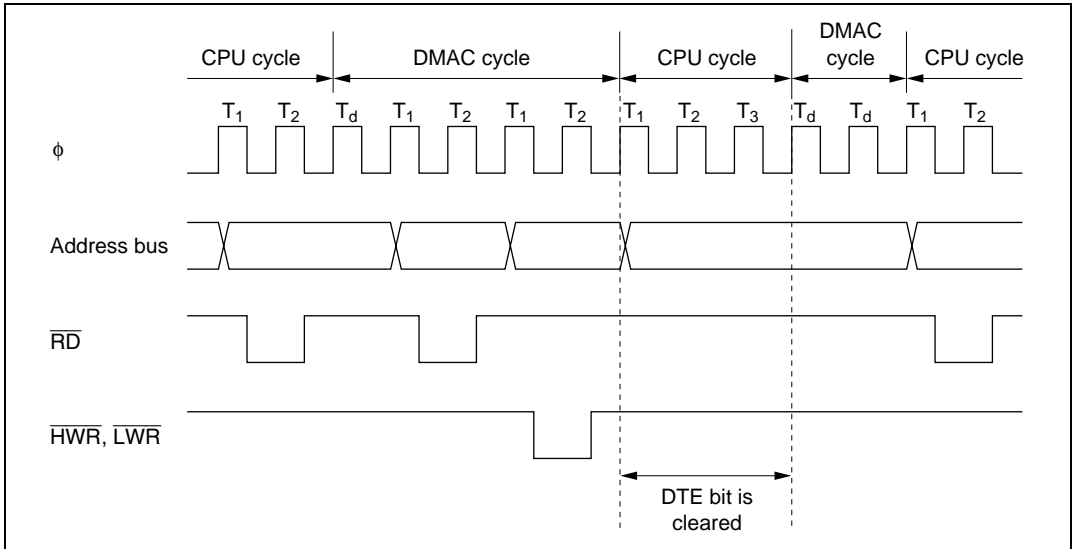 CPU cycle DMAC cycle CPU cycle DMAC cycle CPU cycle
T1 T2 Td T1 T2 T1 T2 T1 T2 T3 Td Td T1 T2
ϕ
Address bus
RD
HWR, LWR
DTE bit is
cleared